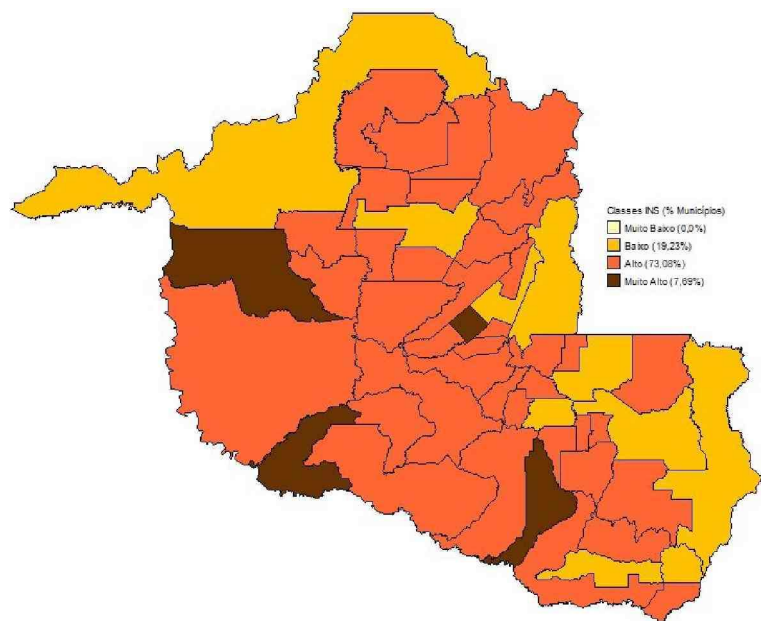 Classes INS (% Municípios)
Muito Baixo (0,0%)
Baixo (19,23%)
Alto (73,08%)
Muito Alto (7,69%)